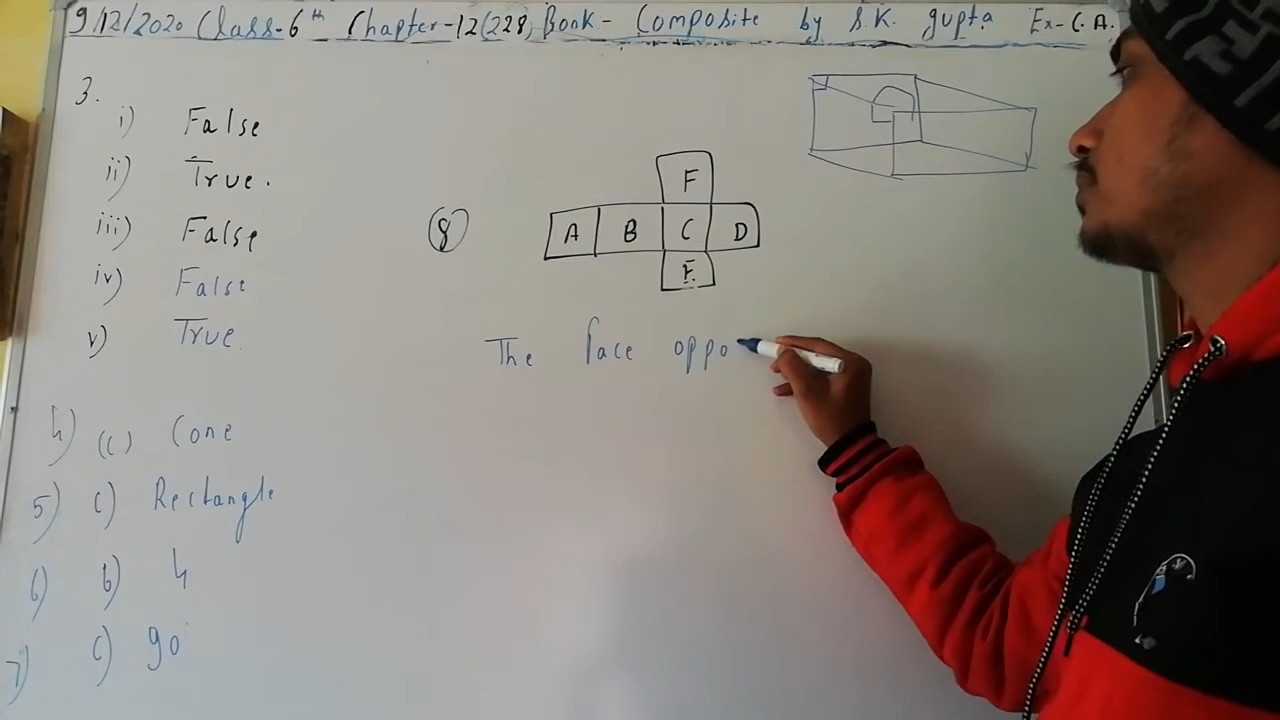 9/12/2020 Class-6th Chapter-12(228) Book- Composite by S.K. gupta Ex-C.A.
3.
i) False
ii) True.
iii) False
iv) False
v) True.
4) (c) Cone
5) c) Rectangle
6) b) 4
7) c) 90
8
F
A B C D
E
The face oppo